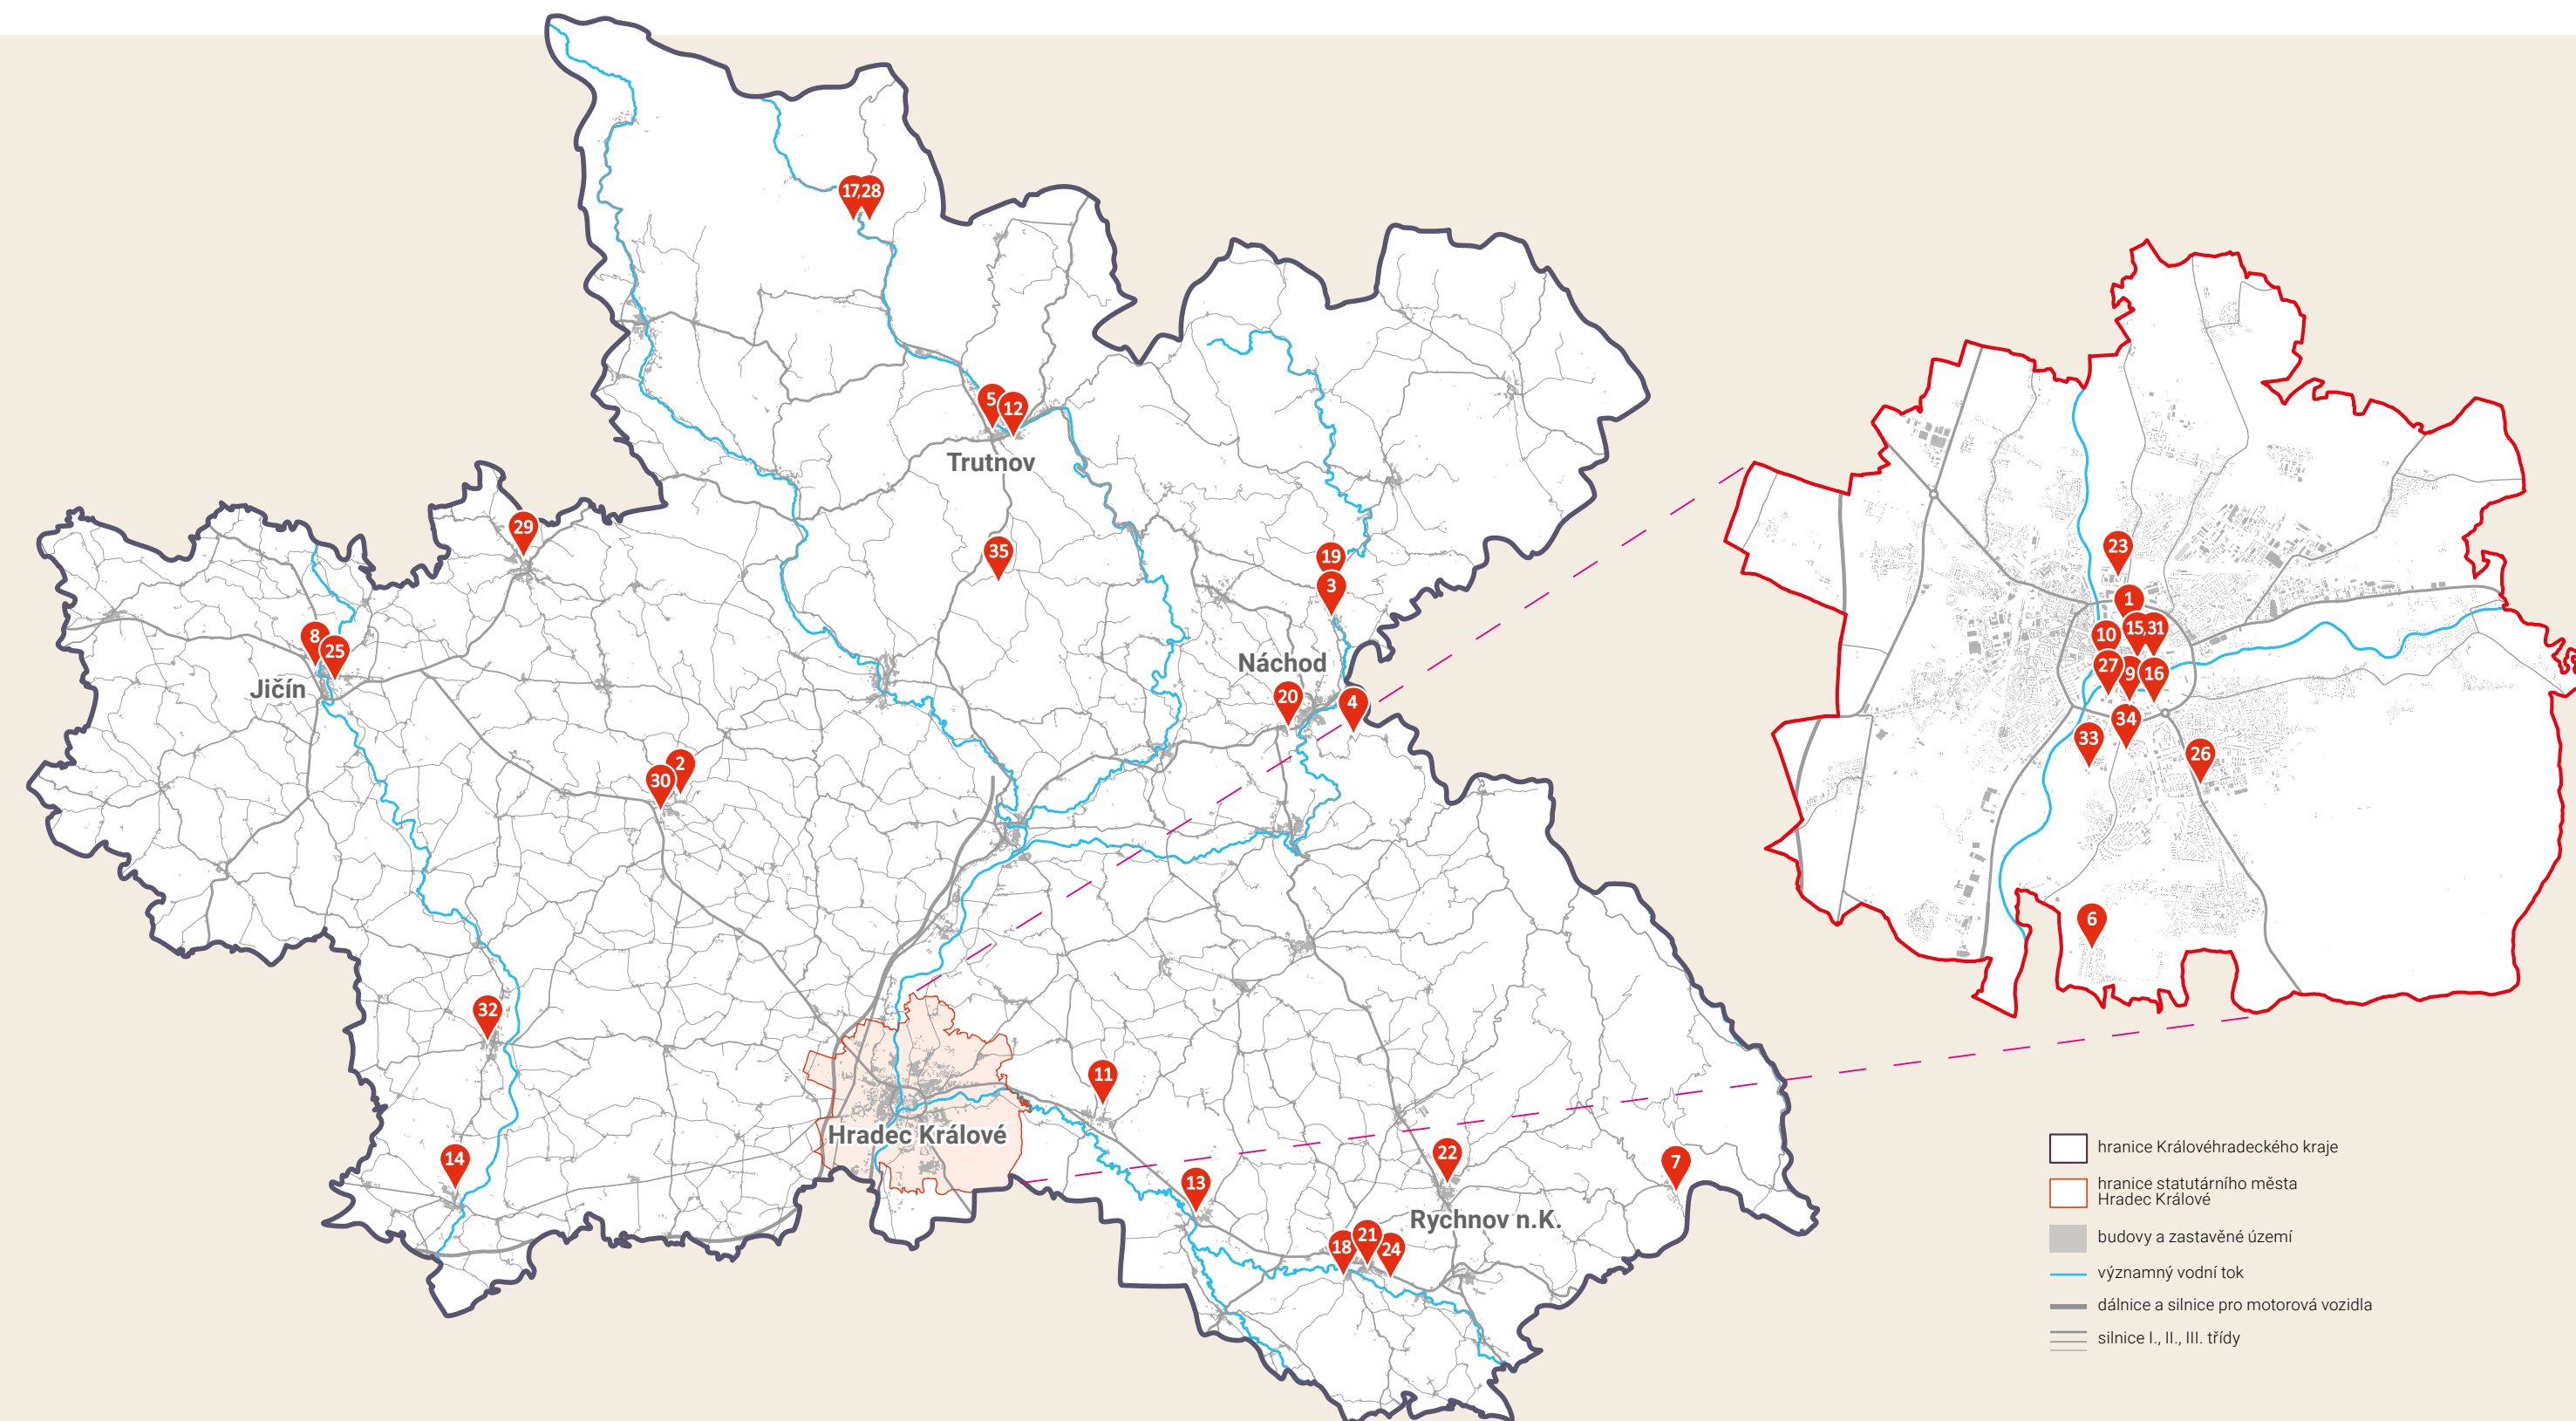 17,28
5
12
Trutnov
29
35
19
3
8
25
Jičín
Náchod
20
4
2
30
32
11
Hradec Králové
14
22
7
13
Rychnov n.K.
18
21
24
23
1
10
15,31
27
9
16
34
33
26
6
hranice Královéhradeckého kraje
hranice statutárního města
Hradec Králové
budovy a zastavěné území
významný vodní tok
dálnice a silnice pro motorová vozidla
silnice I., II., III. třídy